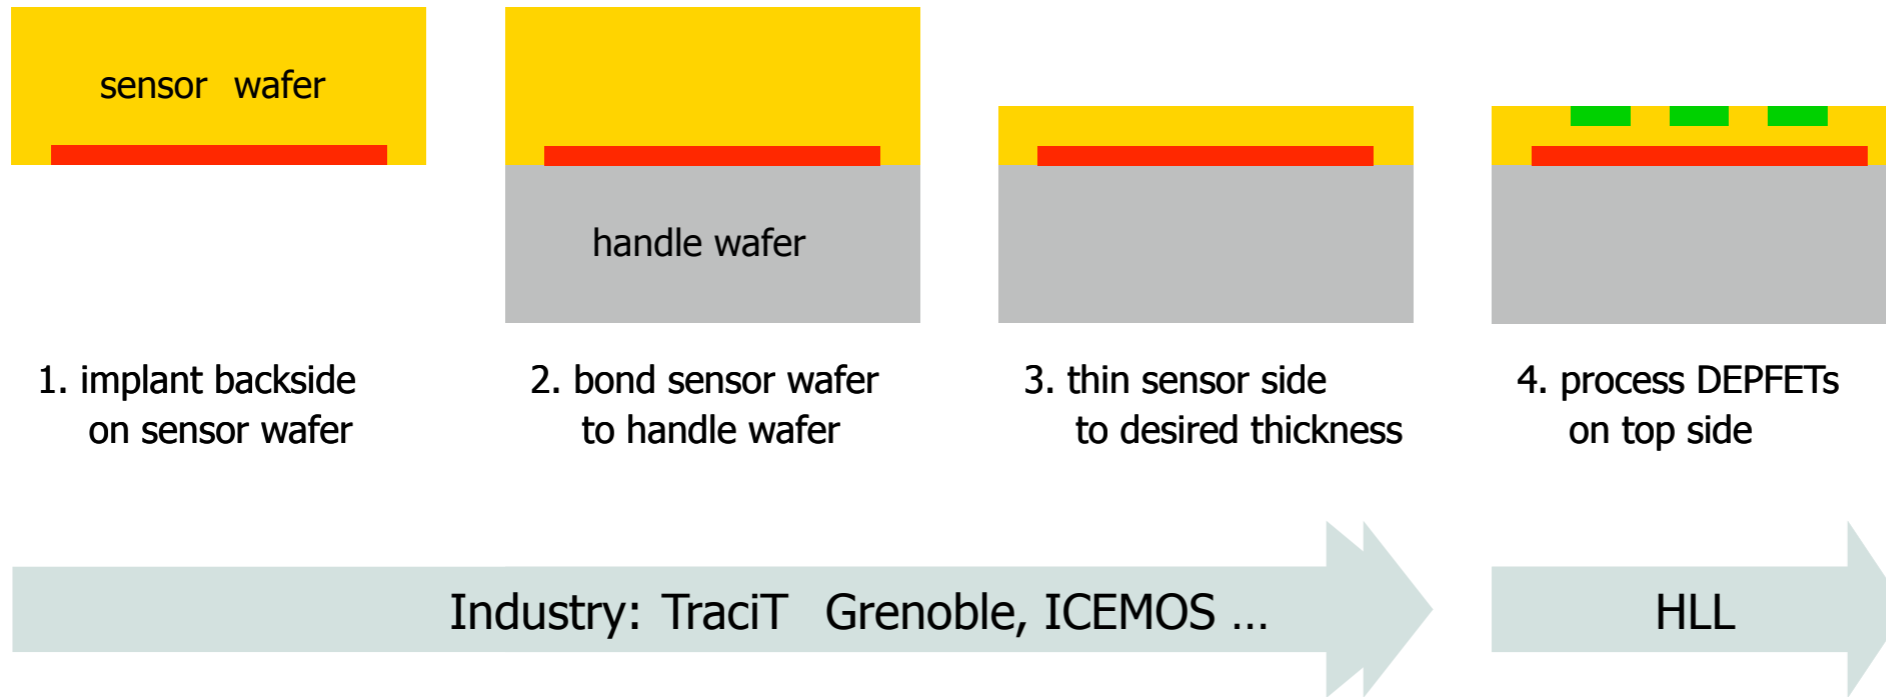 sensor wafer
handle wafer
1. implant backside
on sensor wafer
2. bond sensor wafer
to handle wafer
3. thin sensor side
to desired thickness
4. process DEPFETs
on top side
Industry: TraciT Grenoble, ICEMOS ...
HLL